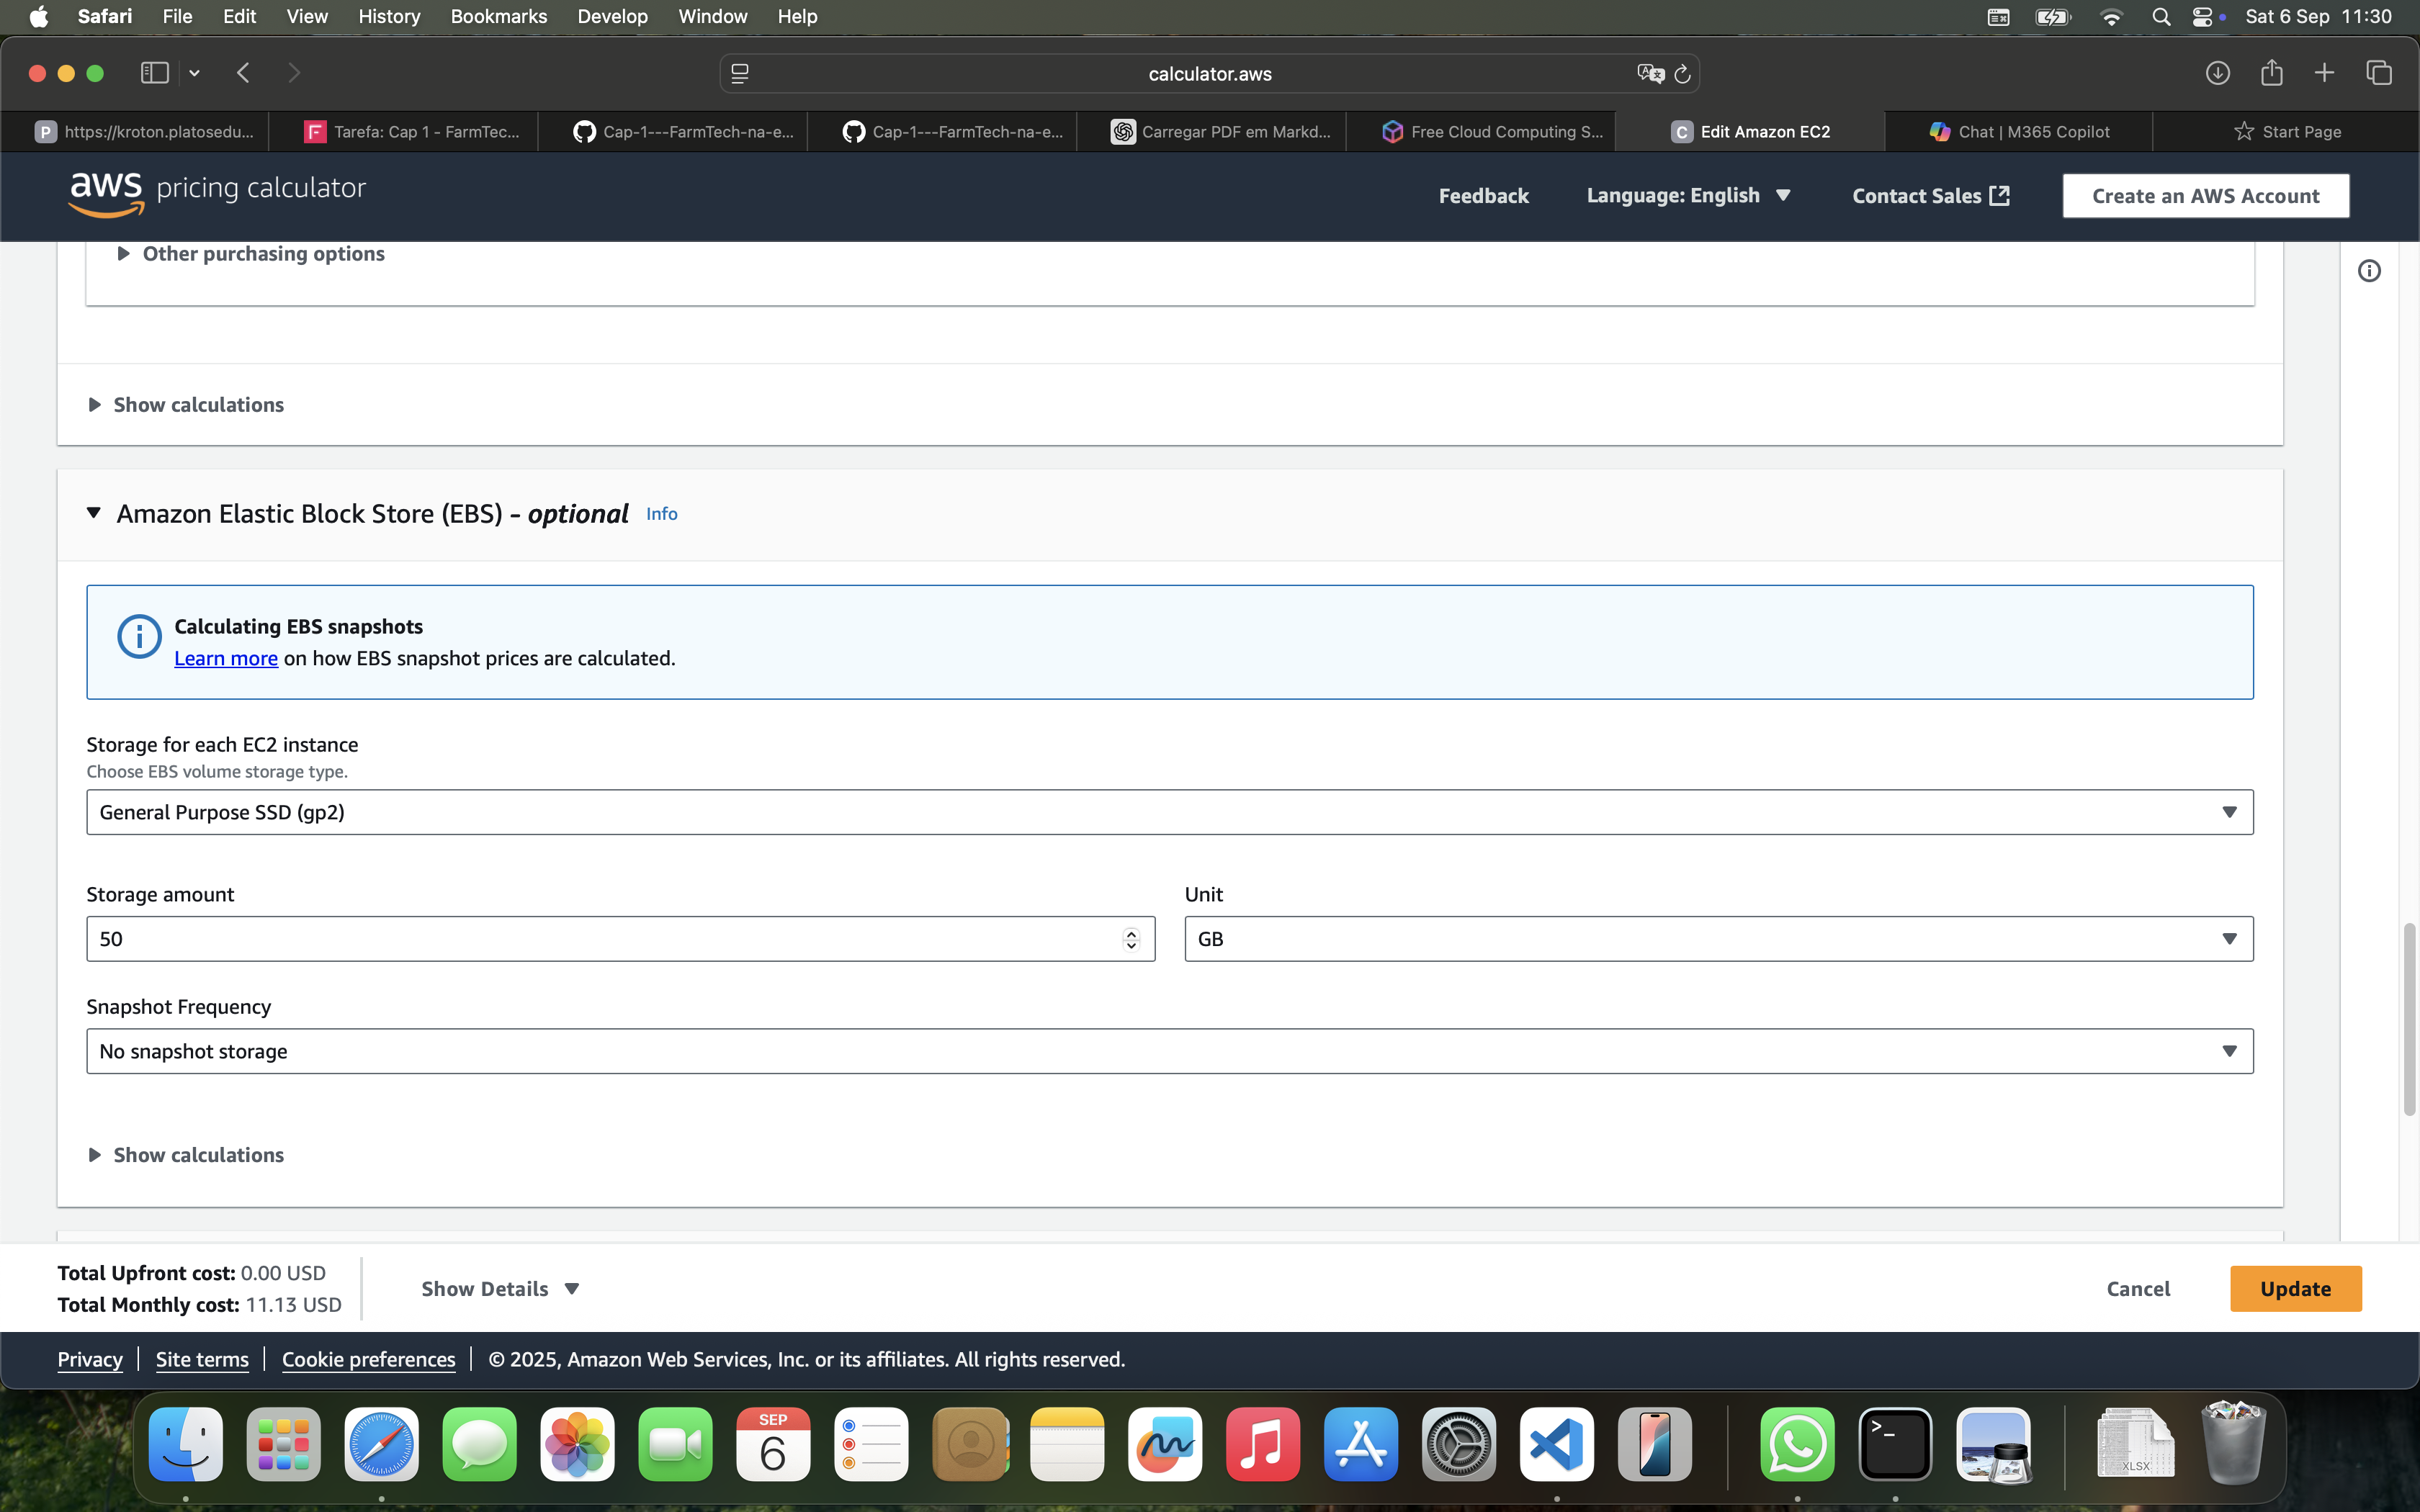 Safari File Edit View History Bookmarks Develop Window Help Sat 6 Sep 11:30
calculator.aws
P https://kroton.platosedu... F Tarefa: Cap 1 - FarmTec... Cap-1---FarmTech-na-e... Cap-1---FarmTech-na-e... Carregar PDF em Markd... Free Cloud Computing S... C Edit Amazon EC2 Chat | M365 Copilot Start Page
aws pricing calculator Feedback Language: English Contact Sales Create an AWS Account
Other purchasing options
Show calculations
Amazon Elastic Block Store (EBS) - optional Info
Calculating EBS snapshots
Learn more on how EBS snapshot prices are calculated.
Storage for each EC2 instance
Choose EBS volume storage type.
General Purpose SSD (gp2)
Storage amount Unit
50 GB
Snapshot Frequency
No snapshot storage
Show calculations
Total Upfront cost: 0.00 USD
Total Monthly cost: 11.13 USD
Show Details Cancel Update
Privacy Site terms Cookie preferences © 2025, Amazon Web Services, Inc. or its affiliates. All rights reserved.
SEP
6
>_
XLSX